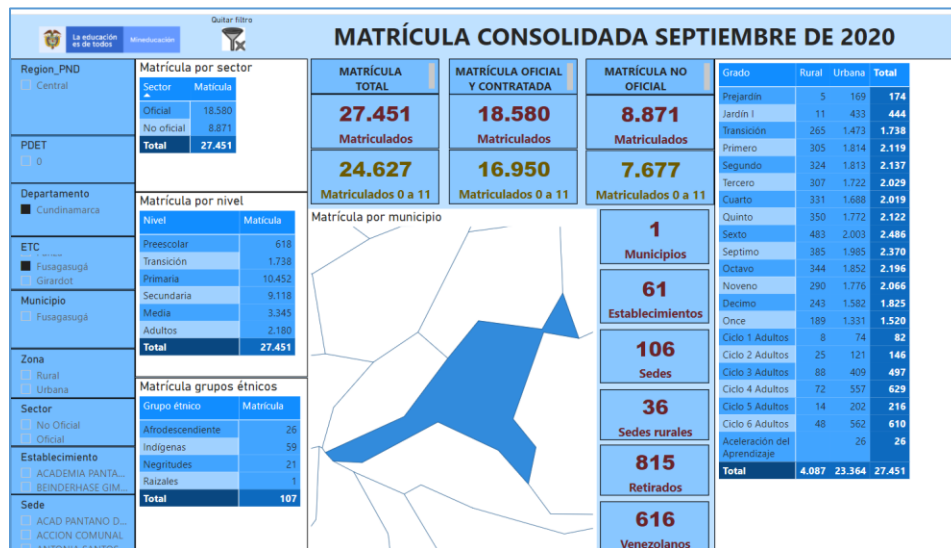 La educación
es de todos
Mineducación
Quitar filtro
MATRÍCULA CONSOLIDADA SEPTIEMBRE DE 2020
Region_PND
Central
PDET
0
Departamento
Cundinamarca
ETC
Fusagasugá
Girardot
Municipio
Fusagasugá
Zona
Rural
Urbana
Sector
No Oficial
Oficial
Establecimiento
ACADEMIA PANTA...
BEINDERHASE GIM...
Sede
ACAD PANTANO D...
ACCION COMUNAL
ANTONIA SANTOS
Matrícula por sector
Sector Matícula
Oficial 18.580
No oficial 8.871
Total 27.451
Matrícula por nivel
Nivel Matícula
Preescolar 618
Transición 1.738
Primaria 10.452
Secundaria 9.118
Media 3.345
Adultos 2.180
Total 27.451
Matrícula grupos étnicos
Grupo étnico Matrícula
Afrodescendiente 26
Indígenas 59
Negritudes 21
Raizales 1
Total 107
MATRÍCULA
TOTAL
27.451
Matriculados
24.627
Matriculados 0 a 11
MATRÍCULA OFICIAL
Y CONTRATADA
18.580
Matriculados
16.950
Matriculados 0 a 11
MATRÍCULA NO
OFICIAL
8.871
Matriculados
7.677
Matriculados 0 a 11
Matrícula por municipio
1
Municipios
61
Establecimientos
106
Sedes
36
Sedes rurales
815
Retirados
616
Venezolanos
Grado Rural Urbana Total
Prejardín 5 169 174
Jardín I 11 433 444
Transición 265 1.473 1.738
Primero 305 1.814 2.119
Segundo 324 1.813 2.137
Tercero 307 1.722 2.029
Cuarto 331 1.688 2.019
Quinto 350 1.772 2.122
Sexto 483 2.003 2.486
Septimo 385 1.985 2.370
Octavo 344 1.852 2.196
Noveno 290 1.776 2.066
Decimo 243 1.582 1.825
Once 189 1.331 1.520
Ciclo 1 Adultos 8 74 82
Ciclo 2 Adultos 25 121 146
Ciclo 3 Adultos 88 409 497
Ciclo 4 Adultos 72 557 629
Ciclo 5 Adultos 14 202 216
Ciclo 6 Adultos 48 562 610
Aceleración del
Aprendizaje 26 26
Total 4.087 23.364 27.451